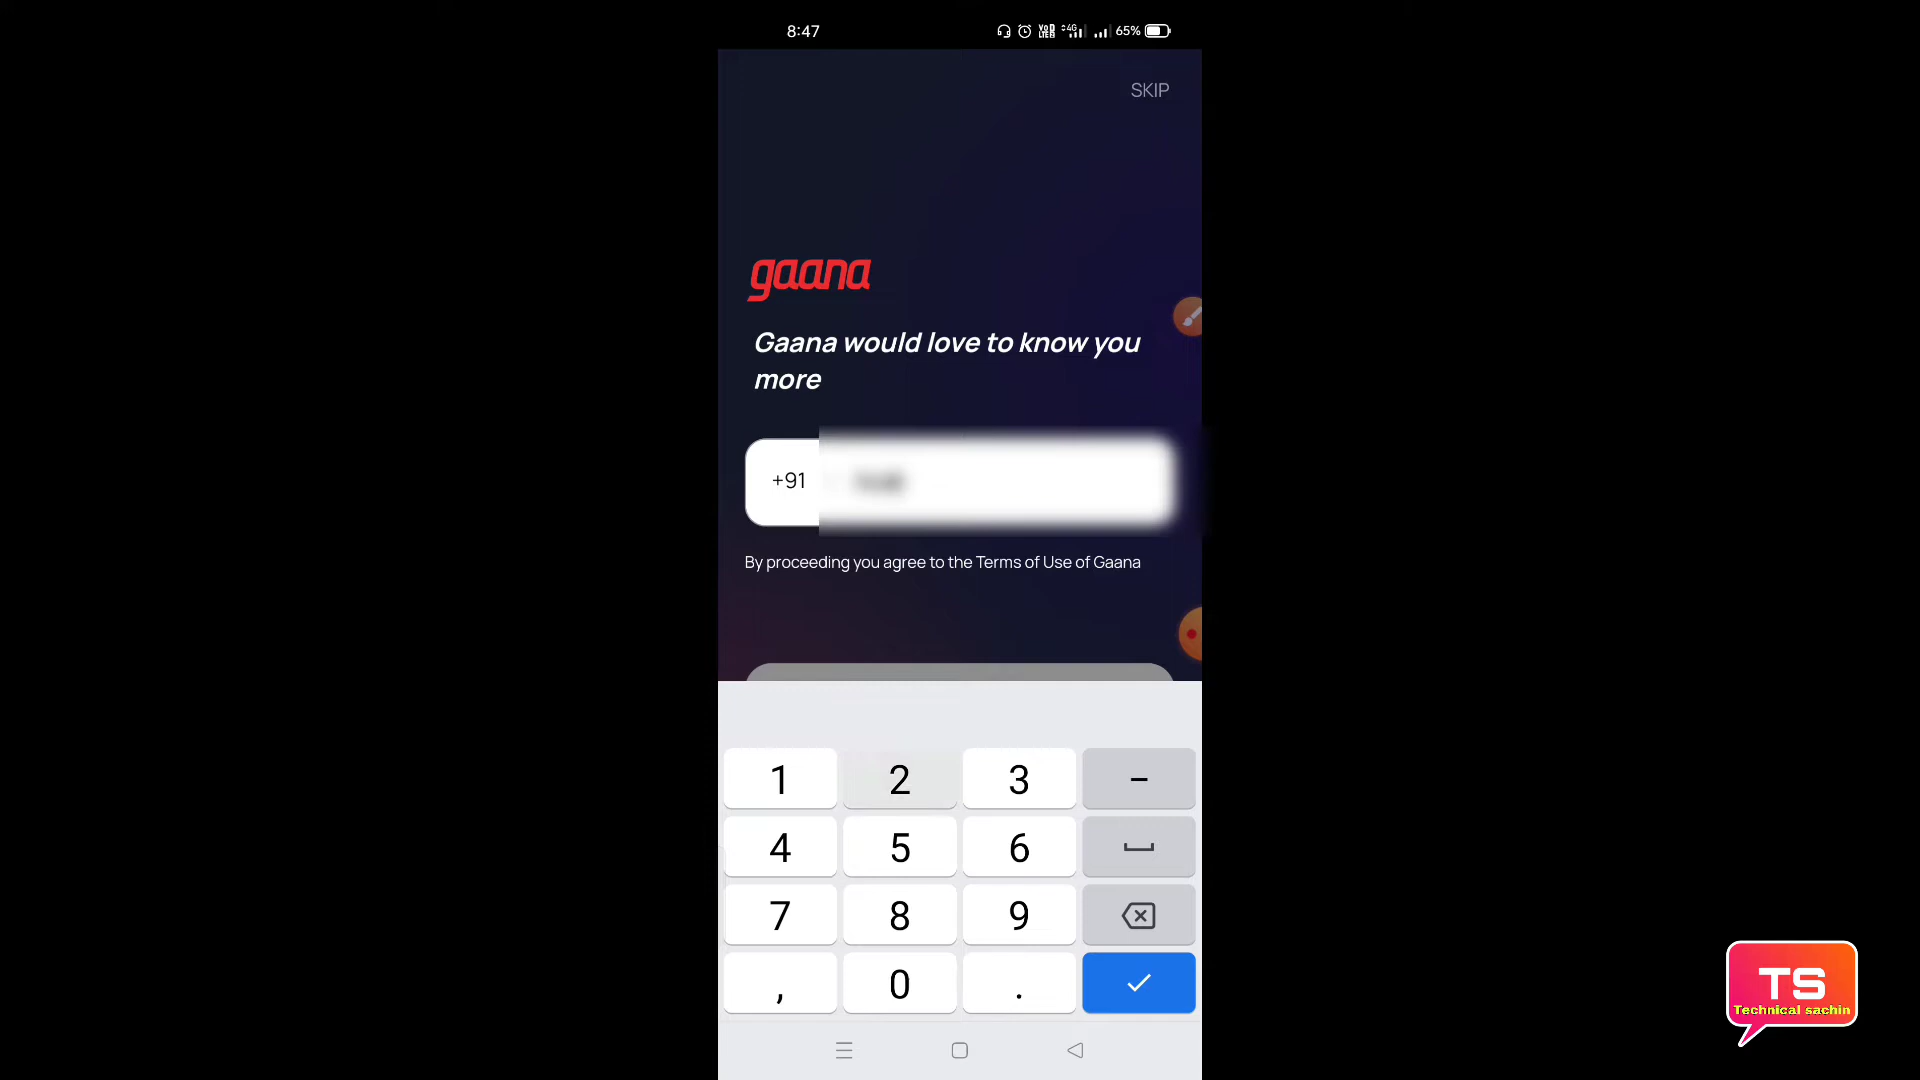 8:47
4G 65%
SKIP
gaana
Gaana would love to know you
more
+91
By proceeding you agree to the Terms of Use of Gaana
1 2 3 –
4 5 6
7 8 9
, 0 .
TS
Technical sachin